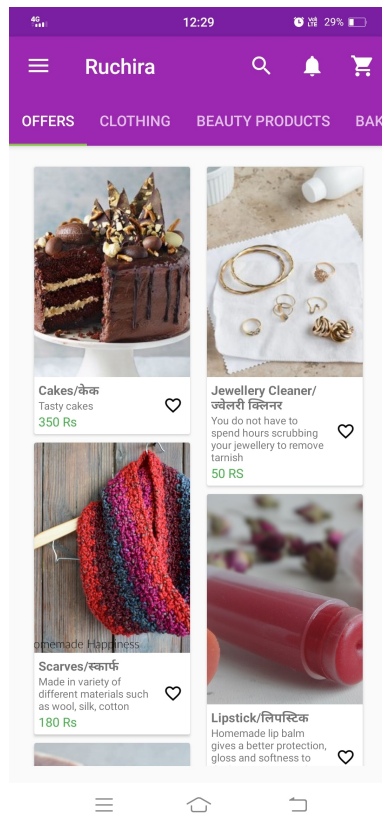 4G 12:29 Vo) LTE 29%
Ruchira
OFFERS CLOTHING BEAUTY PRODUCTS BAK
Cakes/केक
Tasty cakes
350 Rs
Jewellery Cleaner/
ज्वेलरी क्लिनर
You do not have to
spend hours scrubbing
your jewellery to remove
tarnish
50 RS
omemade Happiness
Scarves/स्कार्फ
Made in variety of
different materials such
as wool, silk, cotton
180 Rs
Lipstick/लिपस्टिक
Homemade lip balm
gives a better protection,
gloss and softness to